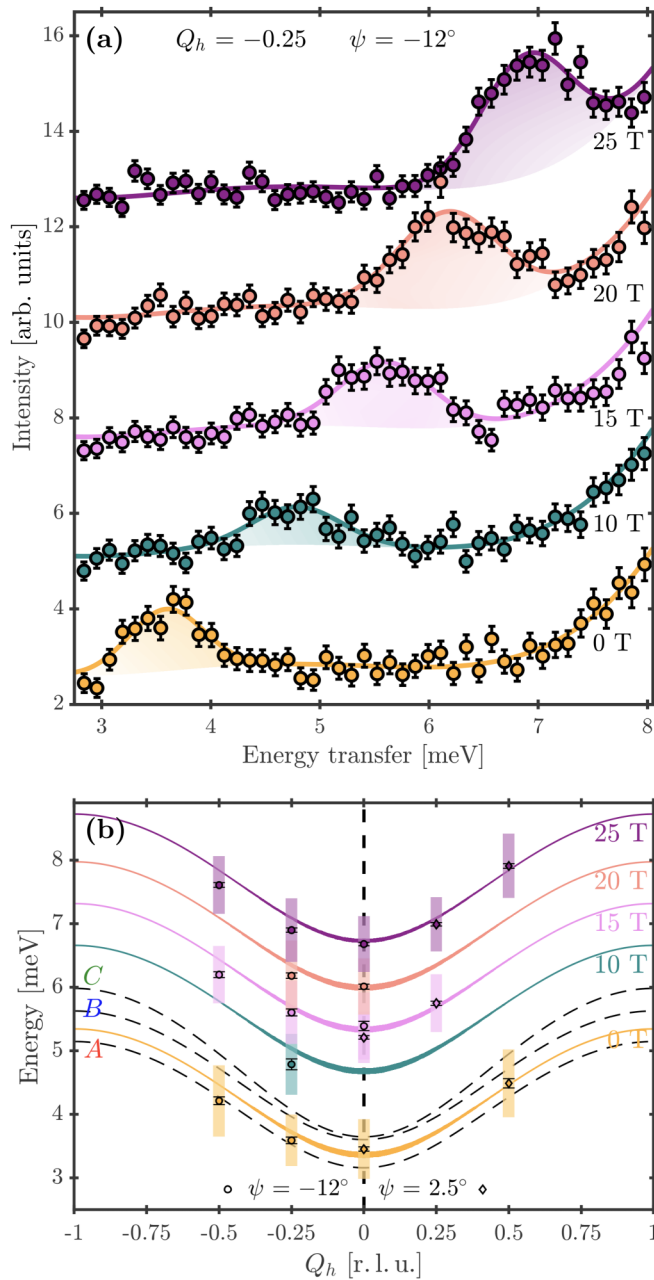 (a)
Q_h = −0.25 ψ = −12°
16
14
12
10
8
6
4
2
Intensity [arb. units]
25 T
20 T
15 T
10 T
0 T
3 4 5 6 7 8
Energy transfer [meV]
(b)
8
7
6
5
4
3
Energy [meV]
25 T
20 T
15 T
10 T
0 T
C
B
A
ψ = −12° ψ = 2.5°
-1 -0.75 -0.5 -0.25 0 0.25 0.5 0.75 1
Q_h [r. l. u.]